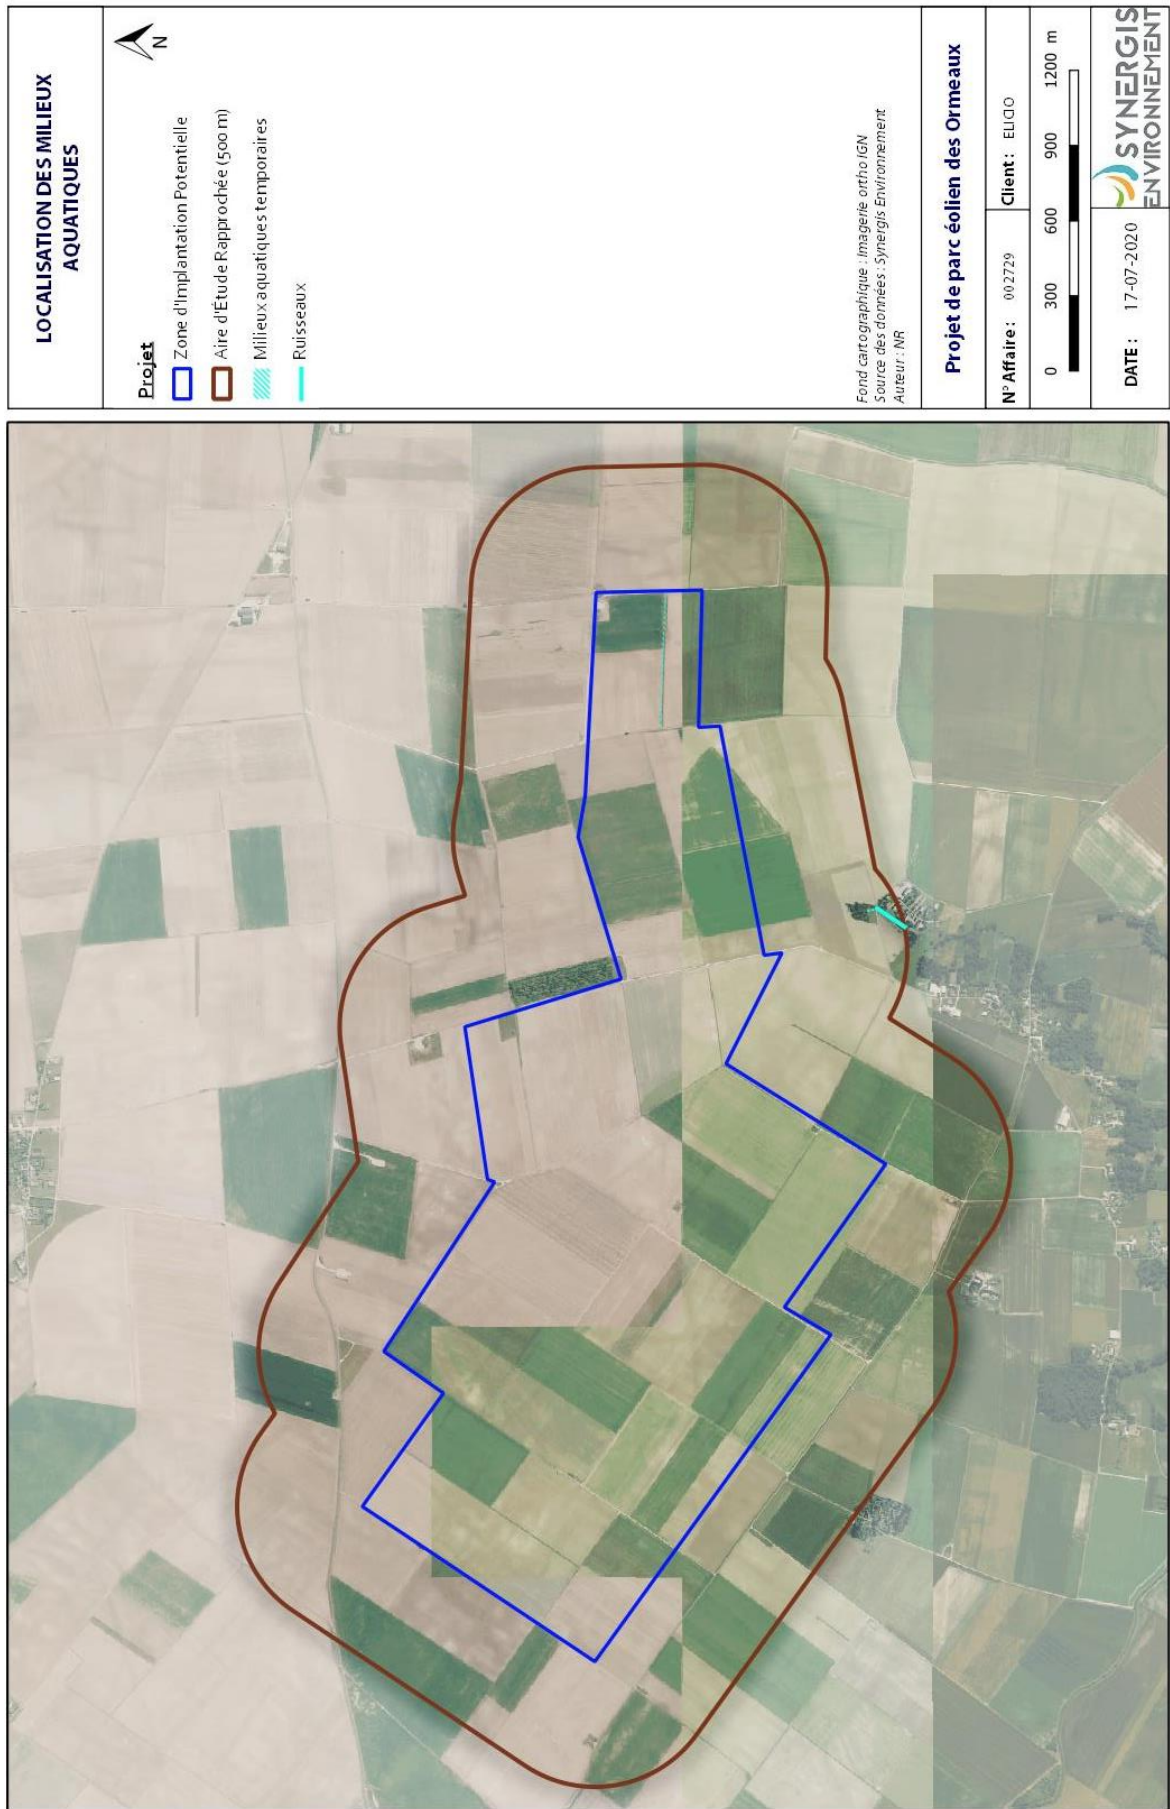 LOCALISATION DES MILIEUX
AQUATIQUES
N
Projet
Zone d'Implantation Potentielle
Aire d'Étude Rapprochée (500 m)
Milieux aquatiques temporaires
Ruisseaux
Fond cartographique : Imagerie ortho IGN
Source des données : Synergis Environnement
Auteur : NR
Projet de parc éolien des Ormeaux
N° Affaire : 002729
Client : ELICIO
0 300 600 900 1200 m
DATE : 17-07-2020
SYNERGIS
ENVIRONNEMENT